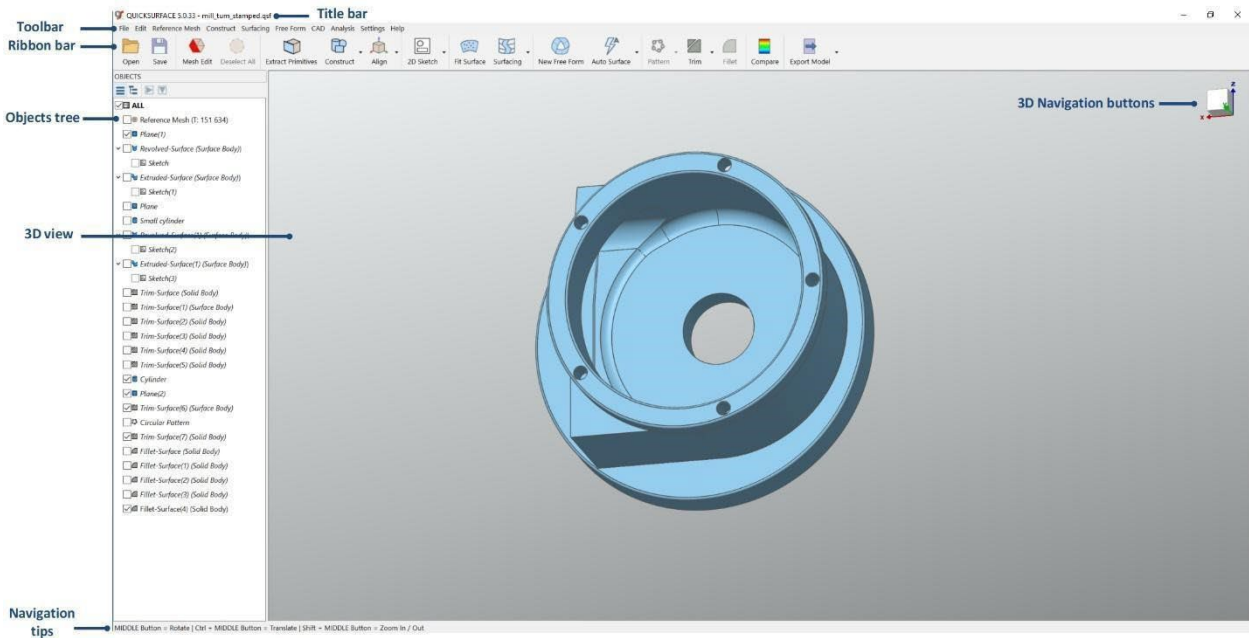 QUICKSURFACE 5.0.33 - mill_turn_stamped.qsf
Title bar
Toolbar
File Edit Reference Mesh Construct Surfacing Free Form CAD Analysis Settings Help
Ribbon bar
Open Save Mesh Edit Deselect All Extract Primitives Construct Align 2D Sketch Fit Surface Surfacing New Free Form Auto Surface Pattern Trim Fillet Compare Export Model
OBJECTS
ALL
Objects tree
Reference Mesh (T: 151 634)
Plane(1)
Revolved-Surface (Surface Body))
Sketch
Extruded-Surface (Surface Body))
Sketch(1)
Plane
Small cylinder
3D view
Revolved-Surface(1) (Surface Body))
Sketch(2)
Extruded-Surface(1) (Surface Body))
Sketch(3)
Trim-Surface (Solid Body)
Trim-Surface(1) (Surface Body)
Trim-Surface(2) (Solid Body)
Trim-Surface(3) (Solid Body)
Trim-Surface(4) (Solid Body)
Trim-Surface(5) (Solid Body)
Cylinder
Plane(2)
Trim-Surface(6) (Surface Body)
Circular Pattern
Trim-Surface(7) (Solid Body)
Fillet-Surface (Solid Body)
Fillet-Surface(1) (Solid Body)
Fillet-Surface(2) (Solid Body)
Fillet-Surface(3) (Solid Body)
Fillet-Surface(4) (Solid Body)
3D Navigation buttons
z
x
Navigation
tips
MIDDLE Button = Rotate | Ctrl + MIDDLE Button = Translate | Shift + MIDDLE Button = Zoom In / Out